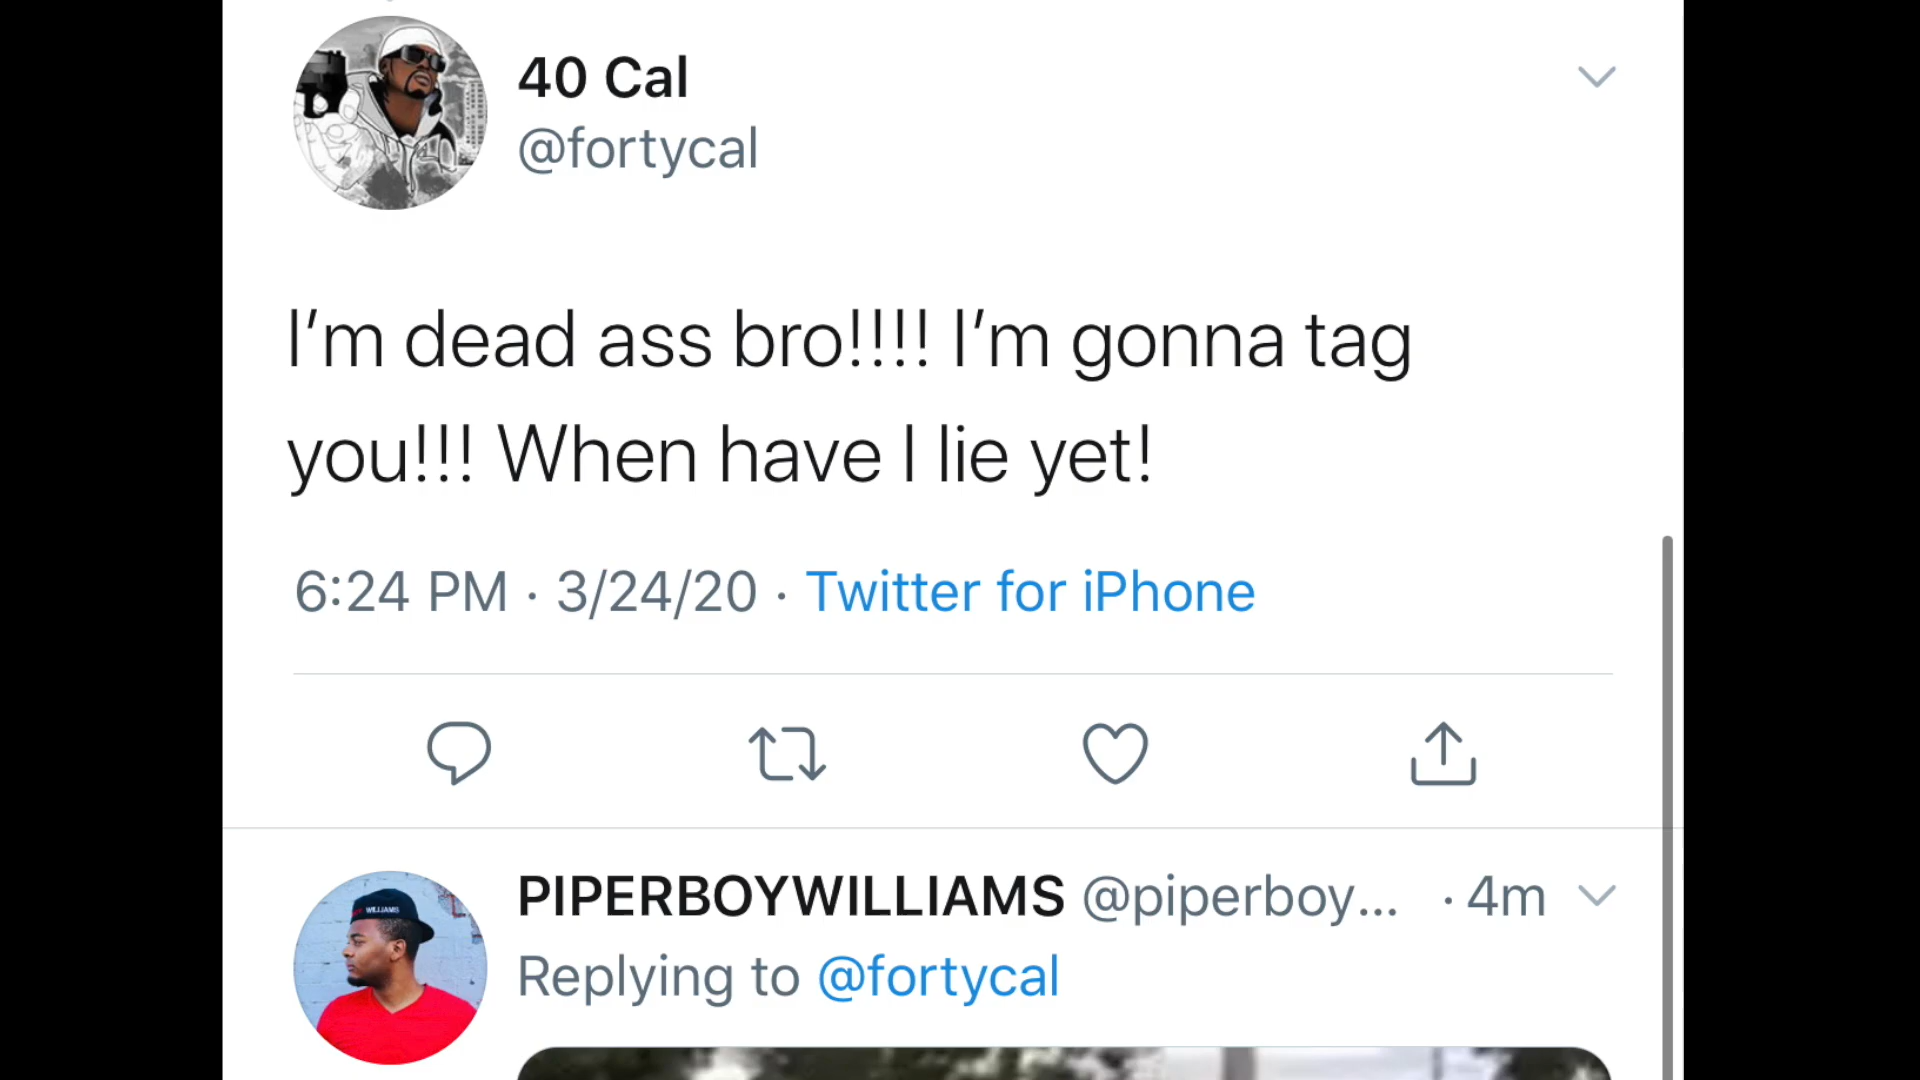 40 Cal
@fortycal
I’m dead ass bro!!!! I’m gonna tag
you!!! When have I lie yet!
6:24 PM · 3/24/20 · Twitter for iPhone
PIPERBOYWILLIAMS @piperboy... · 4m
Replying to @fortycal
WILLIAMS